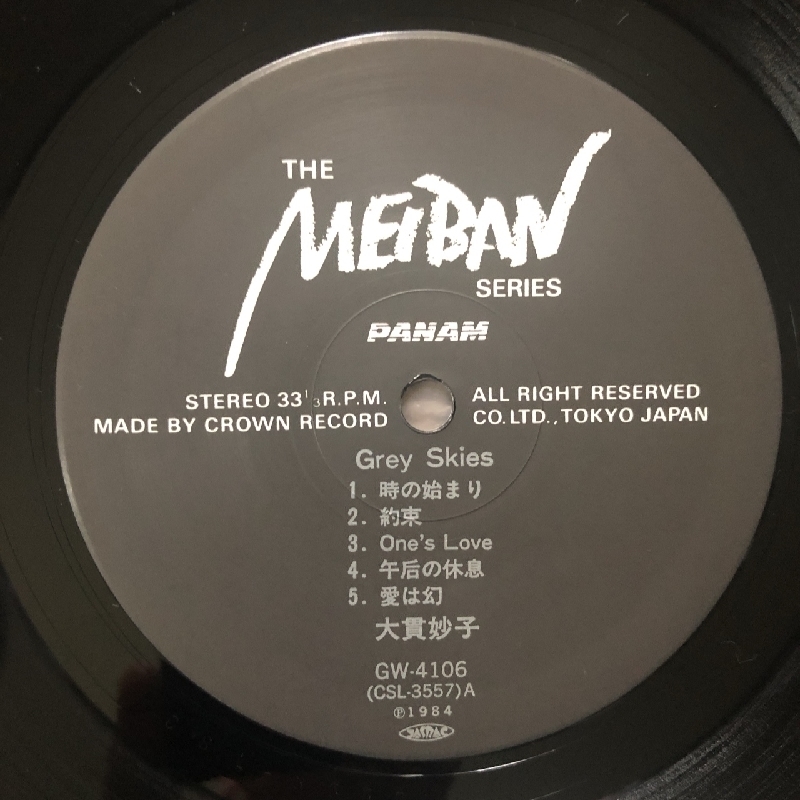 THE
MEIBAN
SERIES
PANAM
STEREO 33⅓R.P.M. ALL RIGHT RESERVED
MADE BY CROWN RECORD CO.LTD.,TOKYO JAPAN
Grey Skies
1. 時の始まり
2. 約束
3. One's Love
4. 午后の休息
5. 愛は幻
大貫妙子
GW-4106
(CSL-3557)A
℗1984
JASRAC